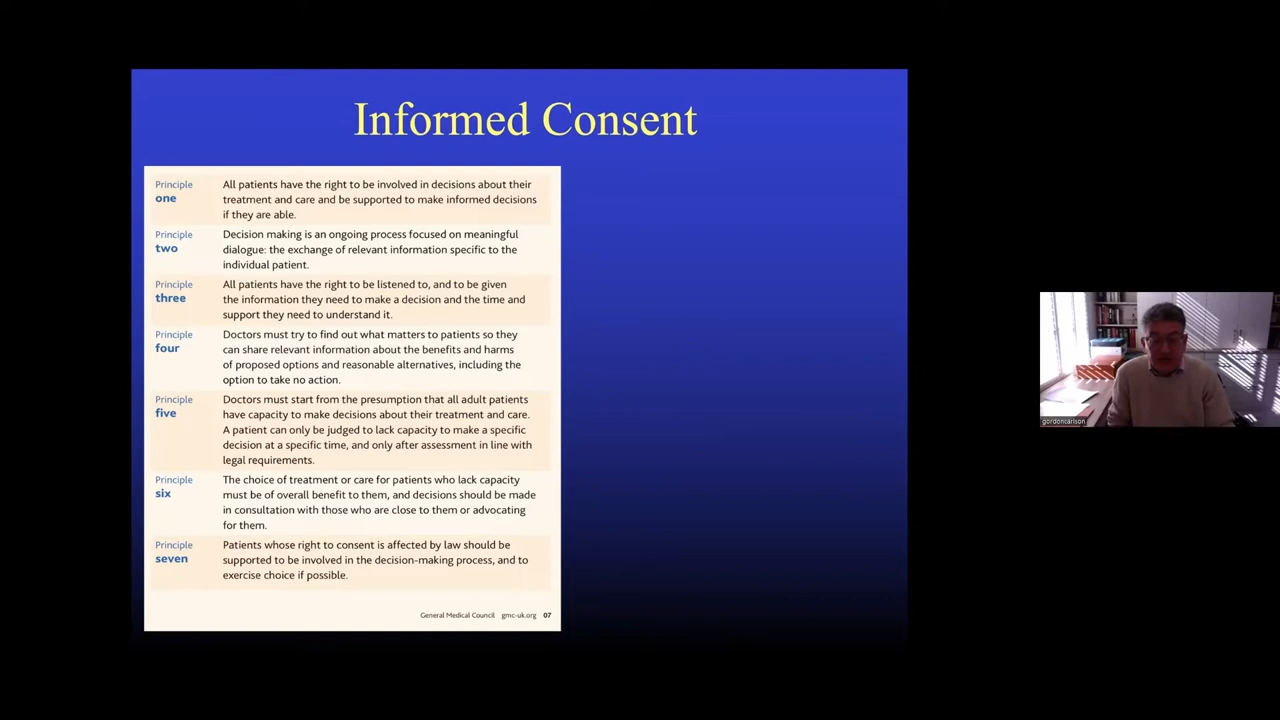 Informed Consent
Principle
one
All patients have the right to be involved in decisions about their
treatment and care and be supported to make informed decisions
if they are able.
Principle
two
Decision making is an ongoing process focused on meaningful
dialogue: the exchange of relevant information specific to the
individual patient.
Principle
three
All patients have the right to be listened to, and to be given
the information they need to make a decision and the time and
support they need to understand it.
Principle
four
Doctors must try to find out what matters to patients so they
can share relevant information about the benefits and harms
of proposed options and reasonable alternatives, including the
option to take no action.
Principle
five
Doctors must start from the presumption that all adult patients
have capacity to make decisions about their treatment and care.
A patient can only be judged to lack capacity to make a specific
decision at a specific time, and only after assessment in line with
legal requirements.
Principle
six
The choice of treatment or care for patients who lack capacity
must be of overall benefit to them, and decisions should be made
in consultation with those who are close to them or advocating
for them.
Principle
seven
Patients whose right to consent is affected by law should be
supported to be involved in the decision-making process, and to
exercise choice if possible.
General Medical Council gmc-uk.org 07
gordoncarlson